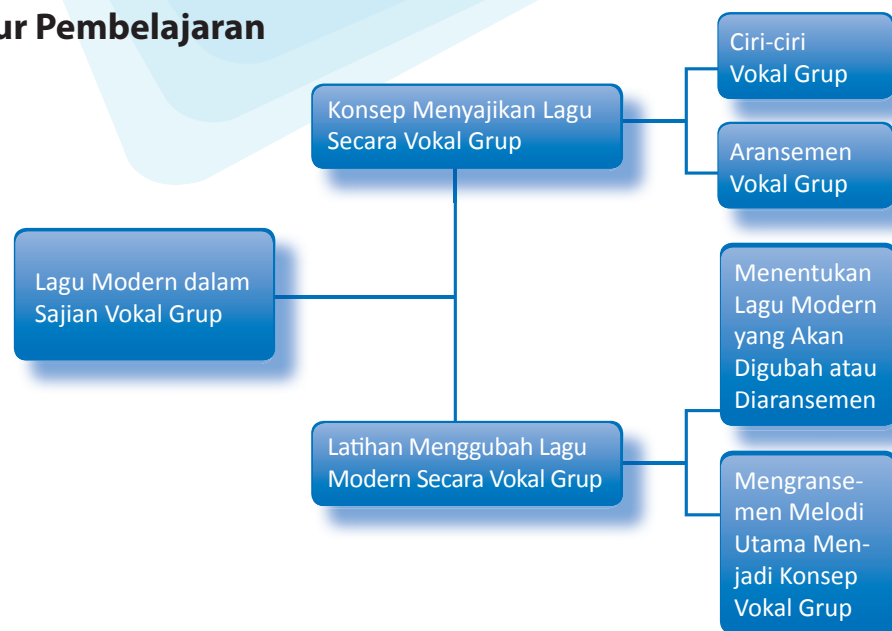 ur Pembelajaran
Lagu Modern dalam
Sajian Vokal Grup
Konsep Menyajikan Lagu
Secara Vokal Grup
Ciri-ciri
Vokal Grup
Aransemen
Vokal Grup
Latihan Menggubah Lagu
Modern Secara Vokal Grup
Menentukan
Lagu Modern
yang Akan
Digubah atau
Diaransemen
Mengranse-
men Melodi
Utama Men-
jadi Konsep
Vokal Grup